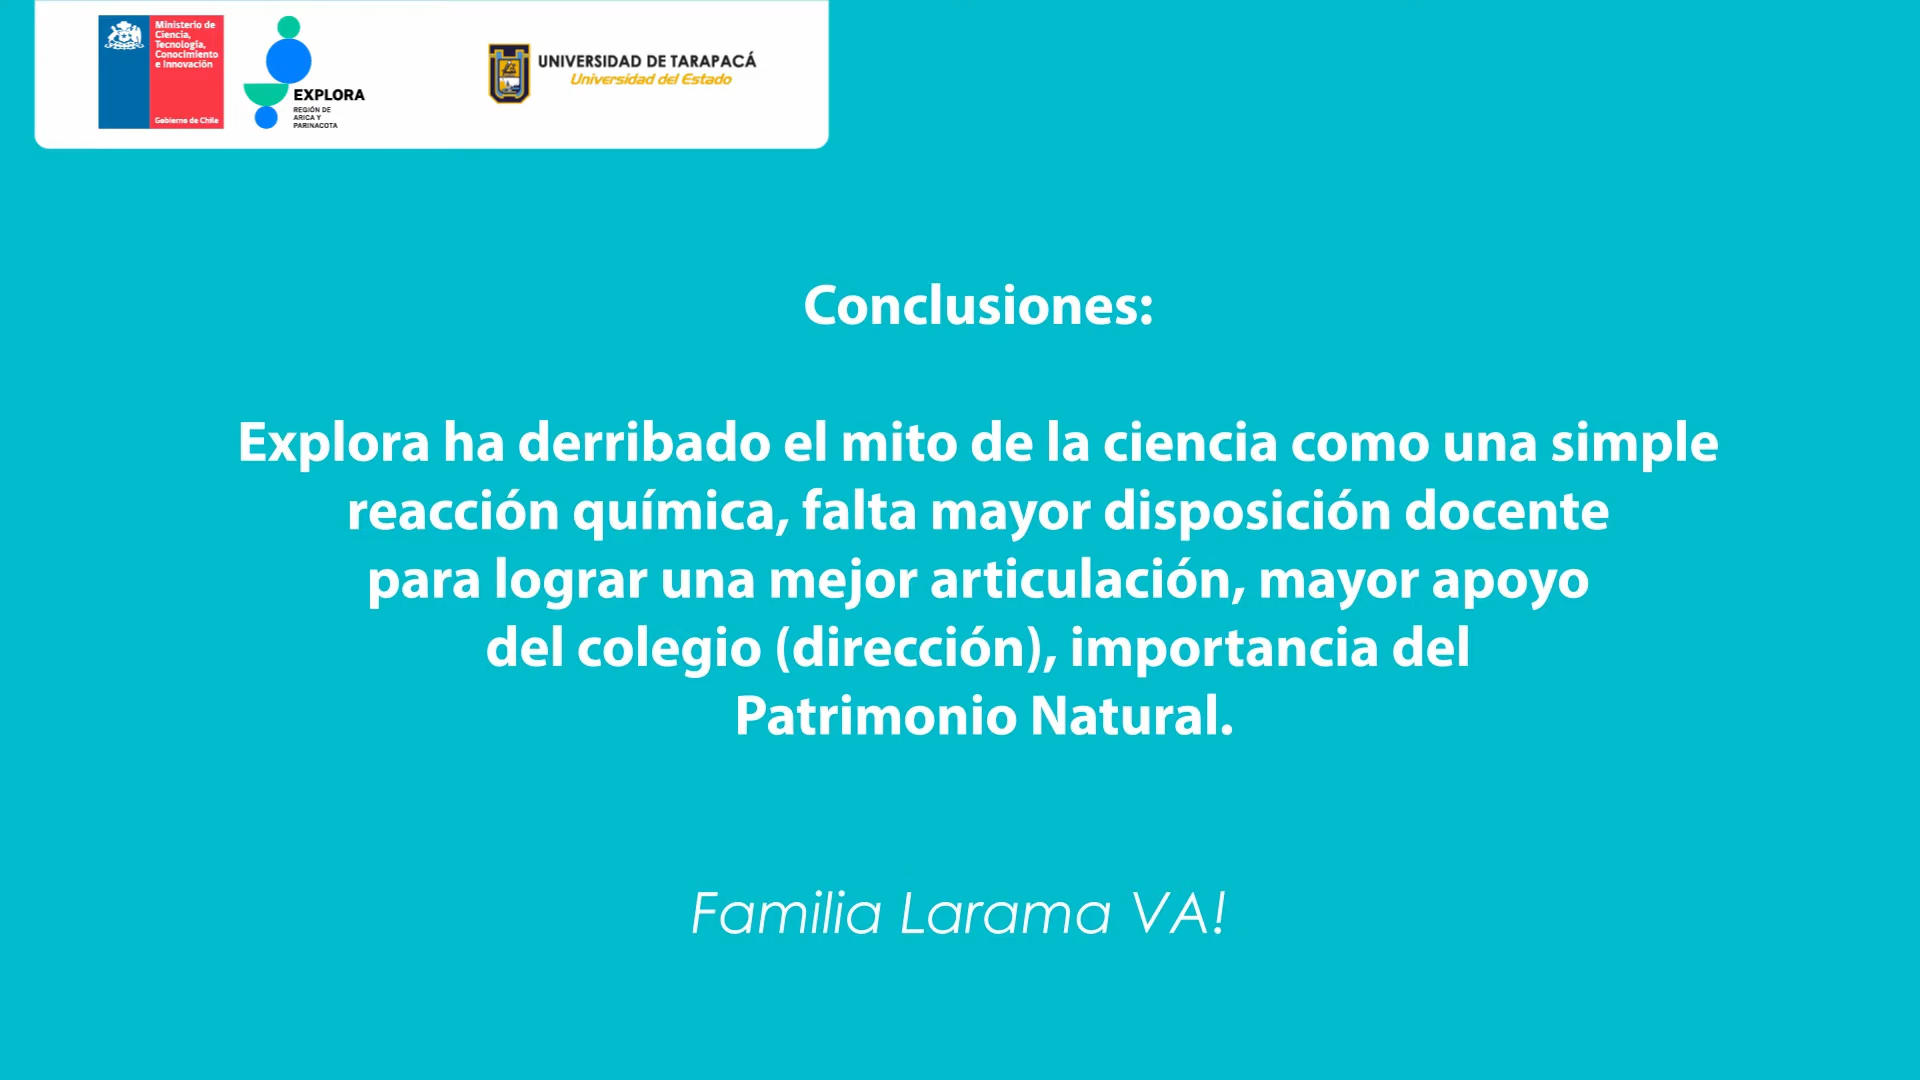 Ministerio de
Ciencia,
Tecnología,
Conocimiento
e Innovación
Gobierno de Chile
EXPLORA
REGIÓN DE
ARICA Y
PARINACOTA
UNIVERSIDAD DE TARAPACÁ
Universidad del Estado
Conclusiones:
Explora ha derribado el mito de la ciencia como una simple
reacción química, falta mayor disposición docente
para lograr una mejor articulación, mayor apoyo
del colegio (dirección), importancia del
Patrimonio Natural.
Familia Larama VA!